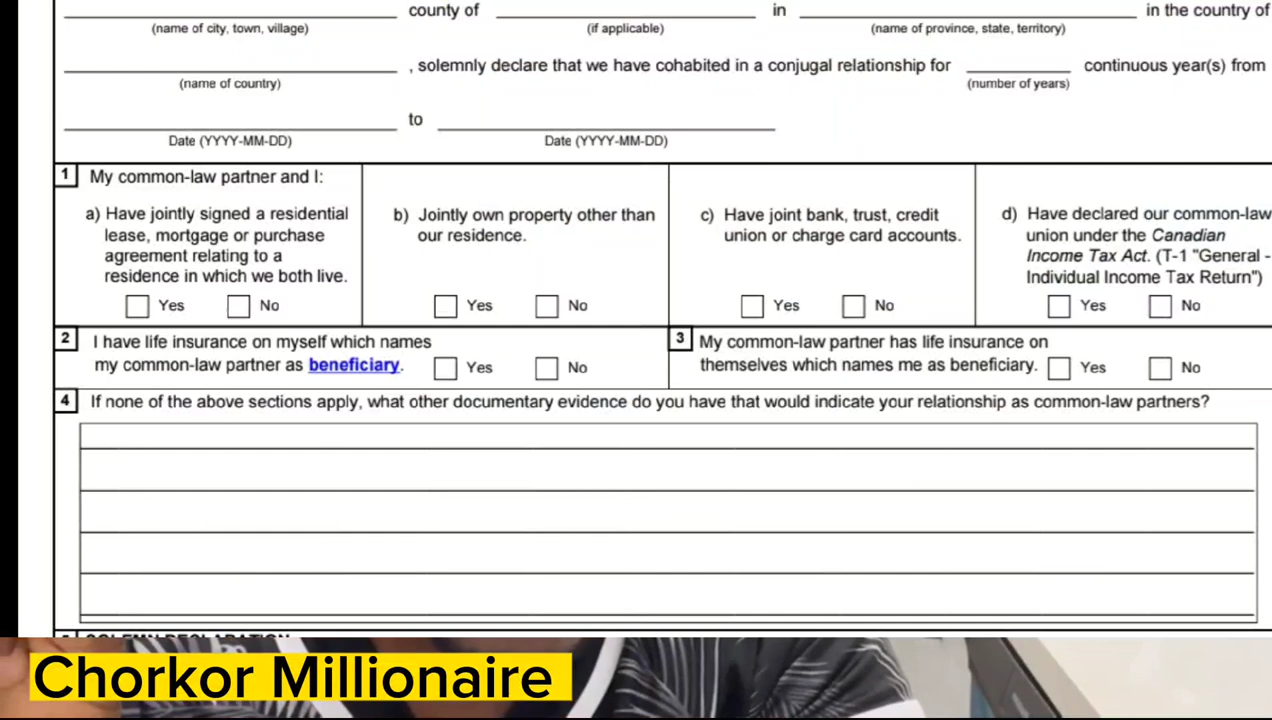 county of in in the country of
(name of city, town, village) (if applicable) (name of province, state, territory)
, solemnly declare that we have cohabited in a conjugal relationship for continuous year(s) from
(name of country) (number of years)
to
Date (YYYY-MM-DD) Date (YYYY-MM-DD)
1 My common-law partner and I:
a) Have jointly signed a residential
lease, mortgage or purchase
agreement relating to a
residence in which we both live.
Yes No
b) Jointly own property other than
our residence.
Yes No
c) Have joint bank, trust, credit
union or charge card accounts.
Yes No
d) Have declared our common-law
union under the Canadian
Income Tax Act. (T-1 "General -
Individual Income Tax Return")
Yes No
2 I have life insurance on myself which names
my common-law partner as beneficiary. Yes No
3 My common-law partner has life insurance on
themselves which names me as beneficiary. Yes No
4 If none of the above sections apply, what other documentary evidence do you have that would indicate your relationship as common-law partners?
SOLEMN DECLARATION
Chorkor Millionaire